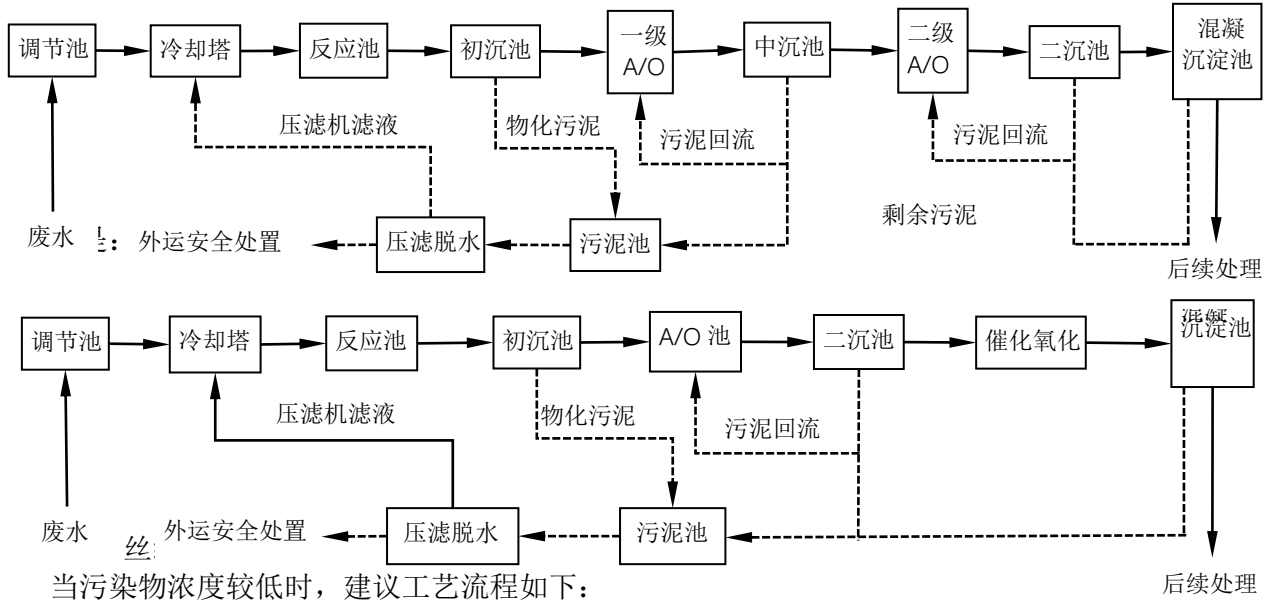 调节池
冷却塔
反应池
初沉池
一级
A/O
中沉池
二级
A/O
二沉池
混凝
沉淀池
压滤机滤液
物化污泥
污泥回流
污泥回流
剩余污泥
废水
外运安全处置
压滤脱水
污泥池
后续处理
调节池
冷却塔
反应池
初沉池
A/O 池
二沉池
催化氧化
沉淀池
压滤机滤液
物化污泥
污泥回流
废水
丝
外运安全处置
压滤脱水
污泥池
后续处理
当污染物浓度较低时，建议工艺流程如下：